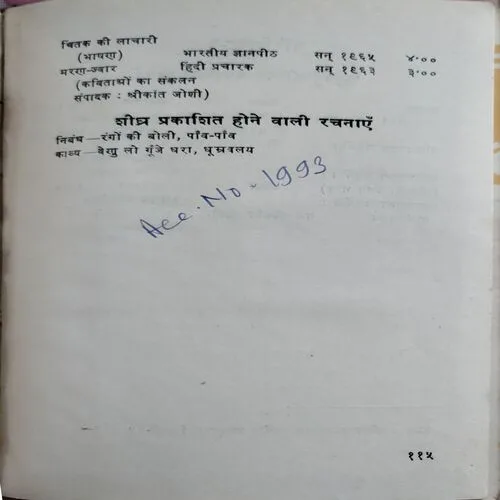 चितक की लाचारी
(भाषण) भारतीय ज्ञानपीठ सन् १९६५ ४·००
मरण-ज्वार हिंदी प्रचारक सन् १९६३ ३·००
(कविताओं का संकलन
संपादक : श्रीकांत जोशी)
शीघ्र प्रकाशित होने वाली रचनाएँ
निबंध—रंगों की बोली, पाँव-पाँव
काव्य—वेणु लो गूँजे धरा, धूम्रवलय
Acc. No - 1993
११५